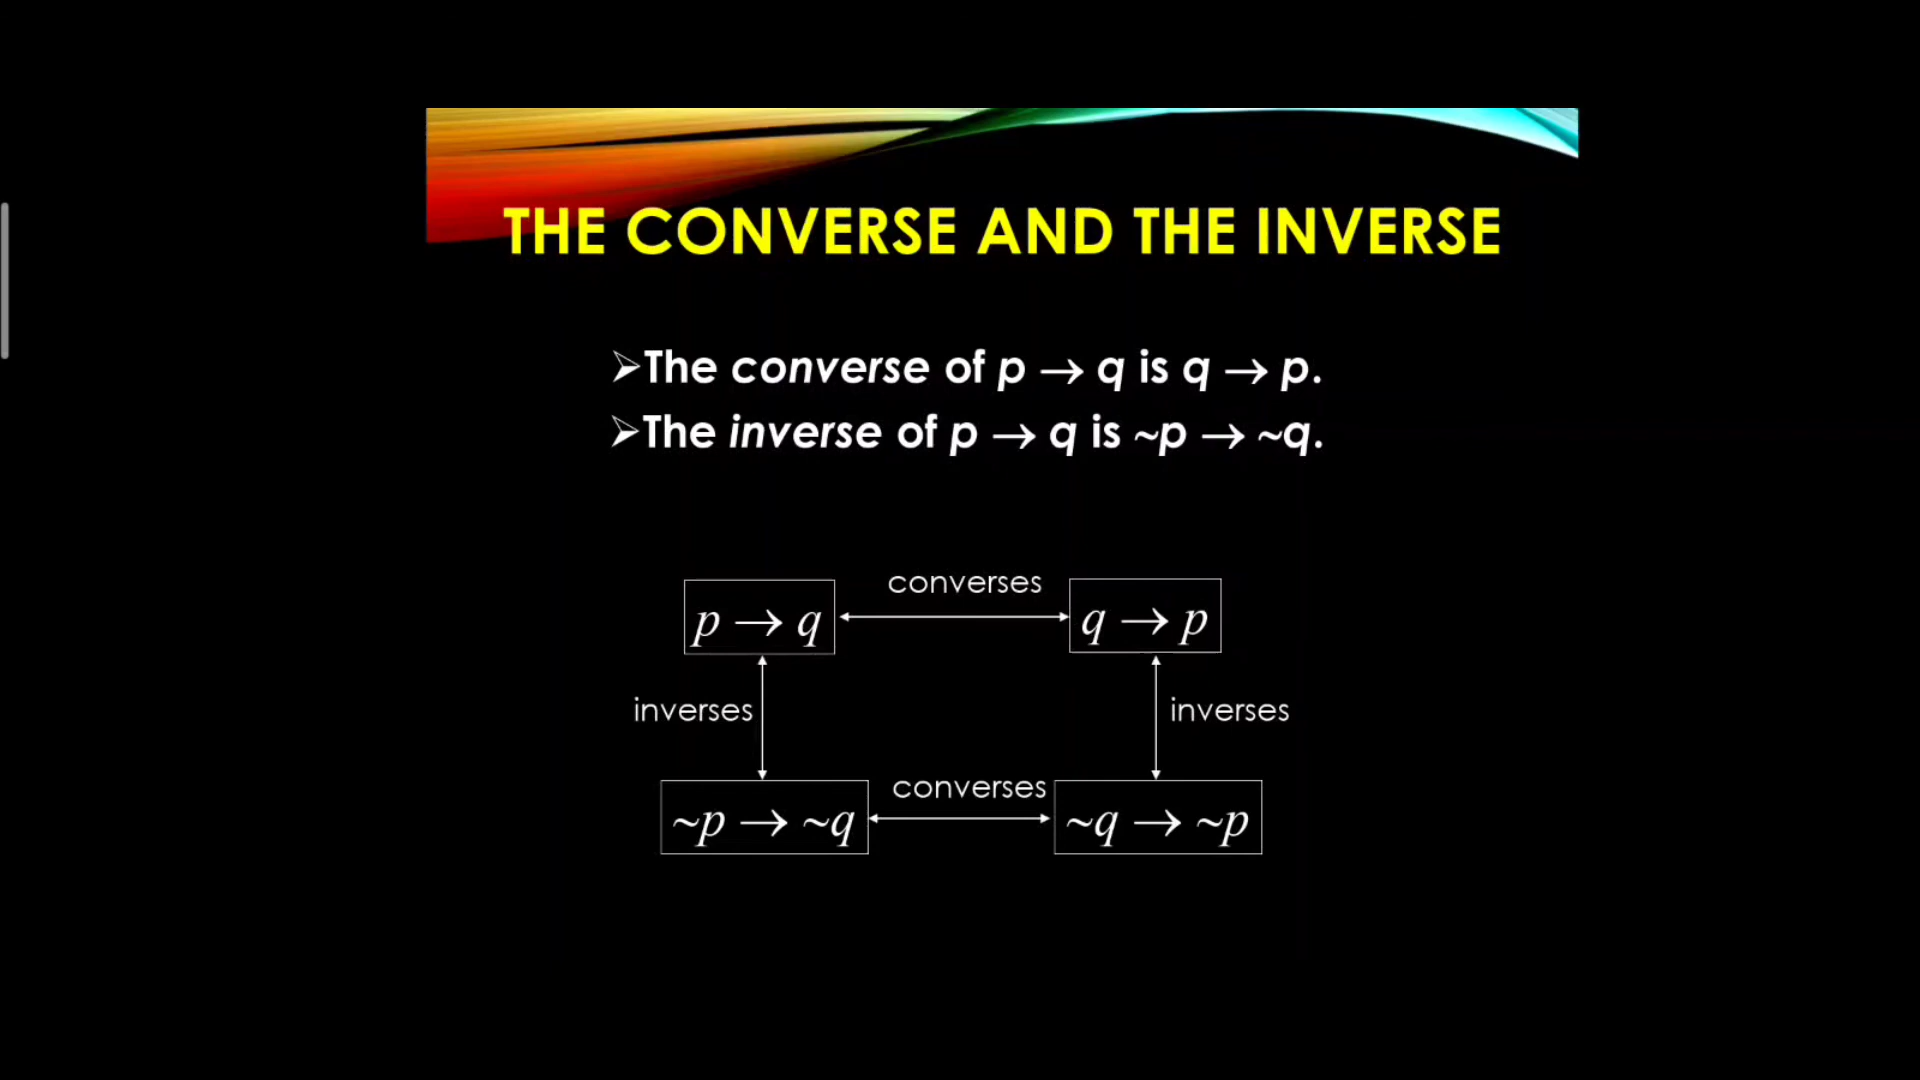 THE CONVERSE AND THE INVERSE
➢The converse of p → q is q → p.
➢The inverse of p → q is ~p → ~q.
converses
p → q
q → p
inverses
inverses
converses
~p → ~q
~q → ~p